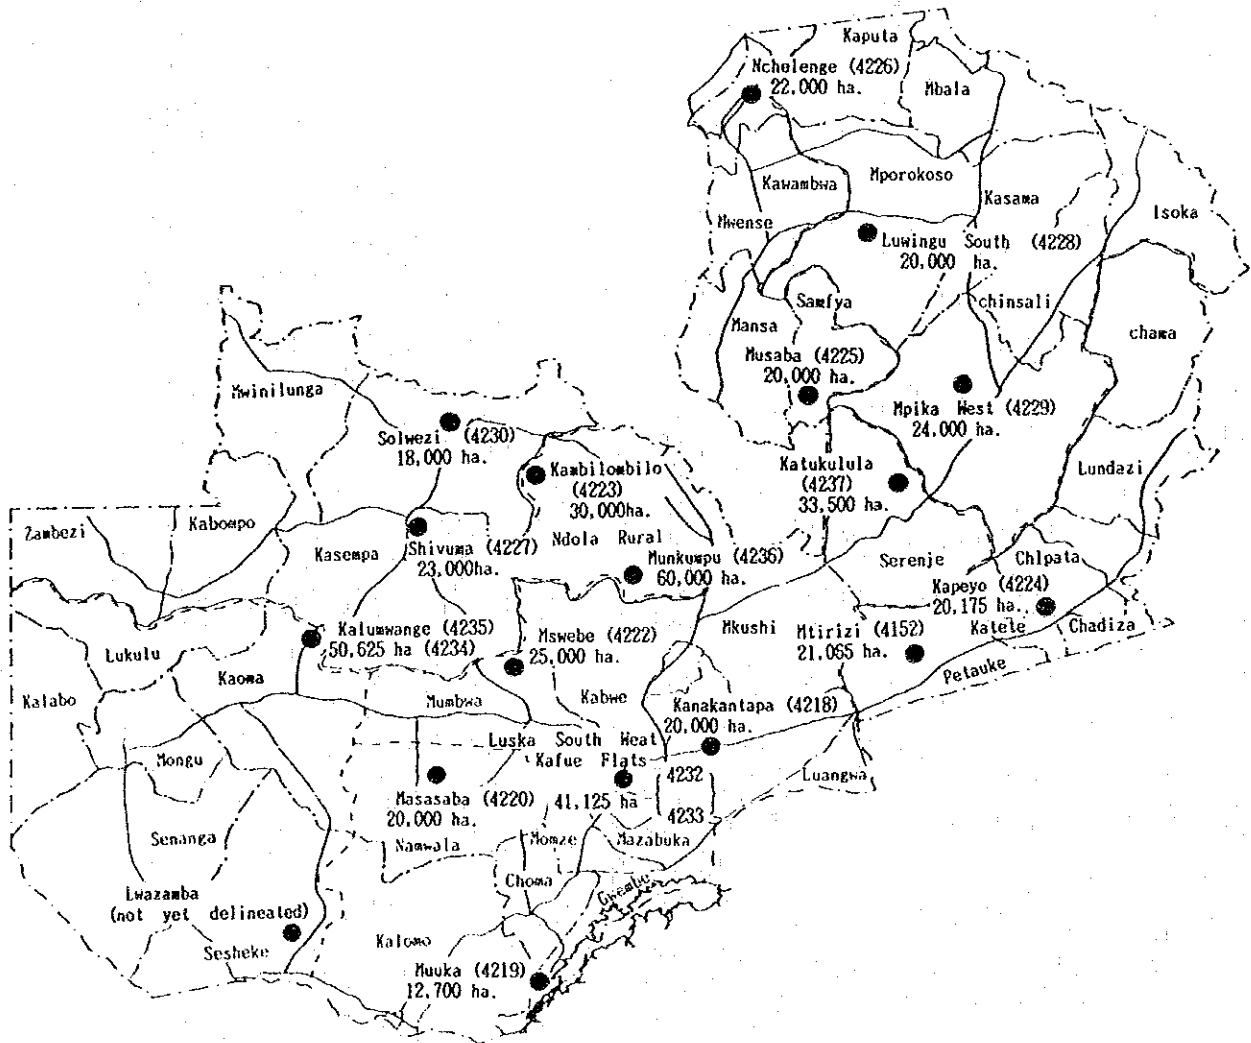 Kaputa
Nchelenge (4226)
22,000 ha.
Mbala
Kawambwa
Mporokoso
Kasama
Isoka
Mwense
Luwingu South (4228)
20,000 ha.
Samfya
chinsali
Mansa
chama
Musaba (4225)
20,000 ha.
Mwinilunga
Mpika West (4229)
24,000 ha.
Solwezi (4230)
18,000 ha.
Kambilombilo
(4223)
30,000ha.
Katukulula
(4237)
33,500 ha.
Lundazi
Zambezi
Kabompo
Kasempa
Shivuma (4227)
23,000ha.
Ndola Rural
Munkumpu (4236)
60,000 ha.
Serenje
Chlpata
Kapeyo (4224)
20,175 ha.
Kalumwange (4235)
50,625 ha (4234)
Mswebe (4222)
25,000 ha.
Mkushi
Mtirizi (4152)
21,065 ha.
Katete
Chadiza
Lukulu
Kaoma
Kalabo
Mumbwa
Kabwe
Petauke
Kanakantapa (4218)
20,000 ha.
Luska South Weat
Kafue Flats
41,125 ha
4232
4233
Mongu
Luangwa
Masasaba (4220)
20,000 ha.
Senanga
Namwala
Momze
Mazabuka
Choma
Gwembe
Lwazamba
(not yet delineated)
Sesheke
Kalomo
Muuka (4219)
12,700 ha.